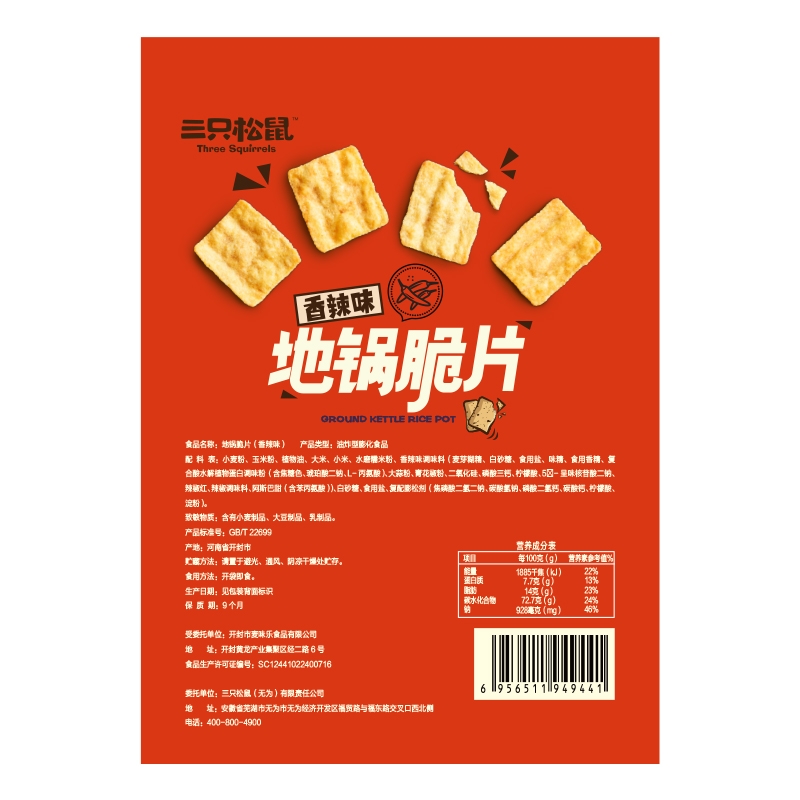 三只松鼠™
Three Squirrels
香辣味
地锅脆片
GROUND KETTLE RICE POT
食品名称：地锅脆片（香辣味） 产品类型：油炸型膨化食品
配 料 表：小麦粉、玉米粉、植物油、大米、小米、水磨糯米粉、香辣味调味料（麦芽糊精、白砂糖、食用盐、味精、食用香精、复
合酸水解植物蛋白调味粉（含焦糖色、琥珀酸二钠、L-丙氨酸）、大蒜粉、青花椒粉、二氧化硅、磷酸三钙、柠檬酸、5⊠-呈味核苷酸二钠、
辣椒红、辣椒调味料、阿斯巴甜（含苯丙氨酸））、白砂糖、食用盐、复配膨松剂（焦磷酸二氢二钠、碳酸氢钠、磷酸二氢钙、碳酸钙、柠檬酸、
淀粉）。
致敏物质：含有小麦制品、大豆制品、乳制品。
产品标准号：GB/T 22699
产地：河南省开封市
贮藏方法：请置于避光、通风、阴凉干燥处贮存。
食用方法：开袋即食。
生产日期：见包装背面标识
保 质 期：9个月
营养成分表
项目 每100克（g） 营养素参考值%
能量 1885千焦（kJ） 22%
蛋白质 7.7克（g） 13%
脂肪 14克（g） 23%
碳水化合物 72.7克（g） 24%
钠 928毫克（mg） 46%
受委托单位：开封市麦味乐食品有限公司
地 址：开封黄龙产业集聚区经二路6号
食品生产许可证编号：SC12441022400716
6 956511 949441
委托单位：三只松鼠（无为）有限责任公司
地 址：安徽省芜湖市无为市无为经济开发区福贸路与福东路交叉口西北侧
电话：400-800-4900